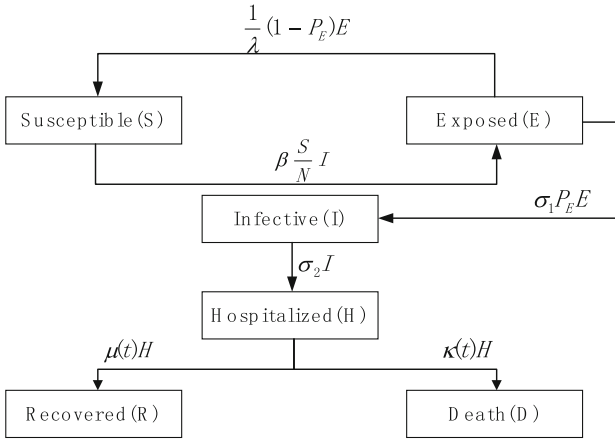 1/λ (1 − P_E)E
Susceptible(S)
Exposed(E)
β S/N I
σ₁P_E E
Infective(I)
σ₂I
Hospitalized(H)
μ(t)H
κ(t)H
Recovered(R)
Death(D)